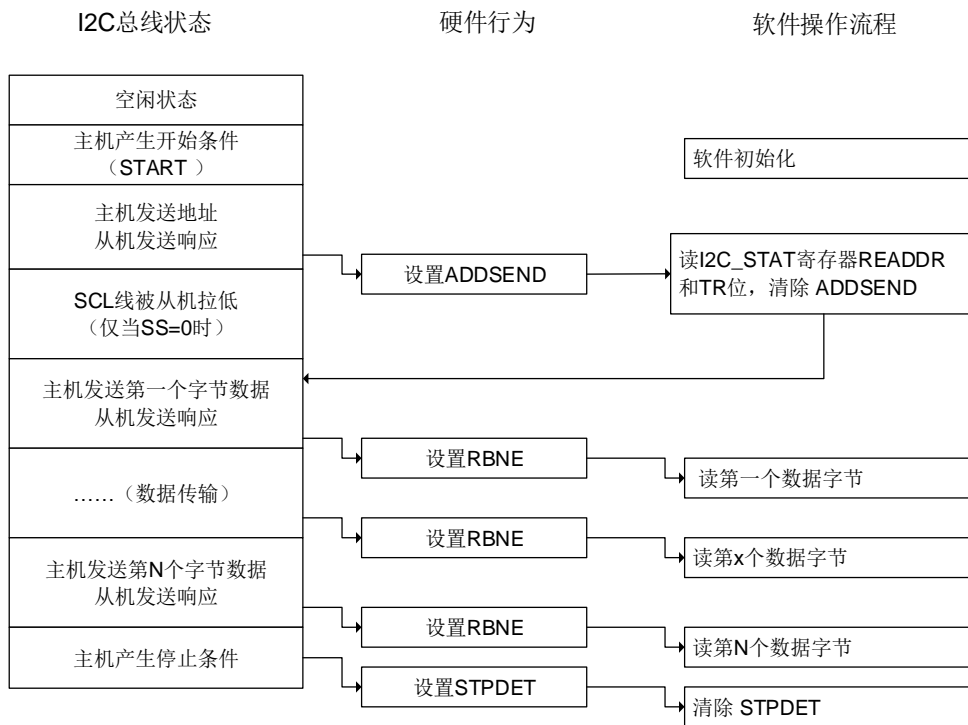 I2C总线状态
硬件行为
软件操作流程
空闲状态
主机产生开始条件
（START ）
软件初始化
主机发送地址
从机发送响应
设置ADDSEND
读I2C_STAT寄存器READDR
和TR位，清除 ADDSEND
SCL线被从机拉低
（仅当SS=0时）
主机发送第一个字节数据
从机发送响应
设置RBNE
读第一个数据字节
……（数据传输）
设置RBNE
读第x个数据字节
主机发送第N个字节数据
从机发送响应
设置RBNE
读第N个数据字节
主机产生停止条件
设置STPDET
清除 STPDET